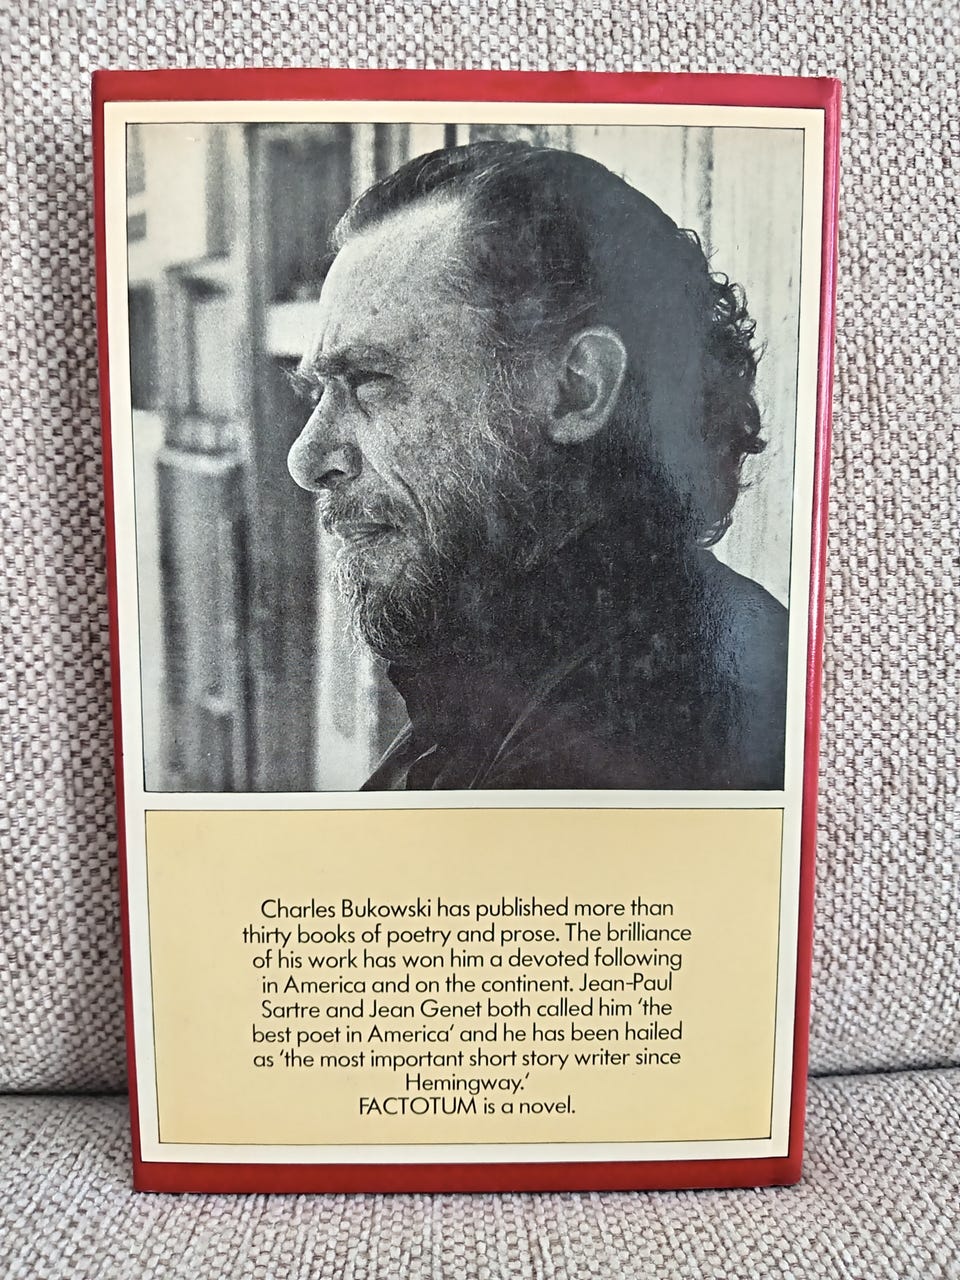 Charles Bukowski has published more than
thirty books of poetry and prose. The brilliance
of his work has won him a devoted following
in America and on the continent. Jean-Paul
Sartre and Jean Genet both called him 'the
best poet in America' and he has been hailed
as 'the most important short story writer since
Hemingway.'
FACTOTUM is a novel.